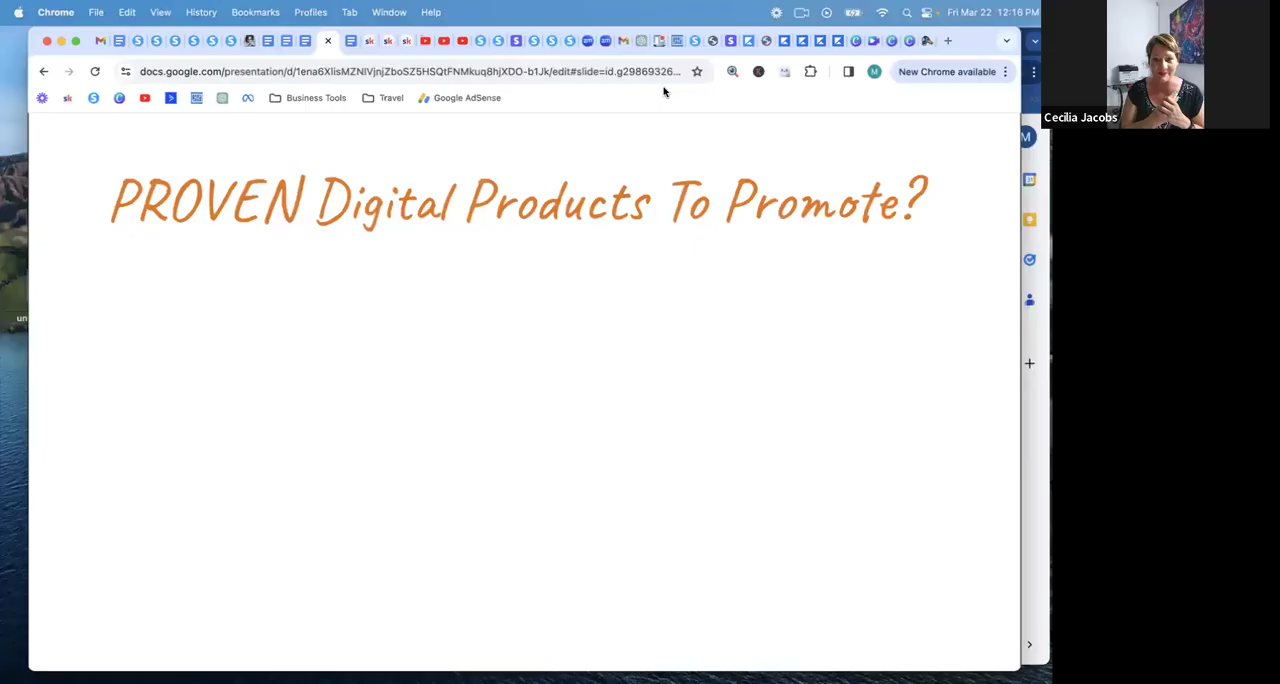 Chrome File Edit View History Bookmarks Profiles Tab Window Help
Fri Mar 22 12:16 PM
docs.google.com/presentation/d/1ena6XlisMZNlVjnjZboSZ5HSQtFNMkuq8hjXDO-b1Jk/edit#slide=id.g29869326...
New Chrome available
Business Tools Travel Google AdSense
Cecilia Jacobs
PROVEN Digital Products To Promote?
un